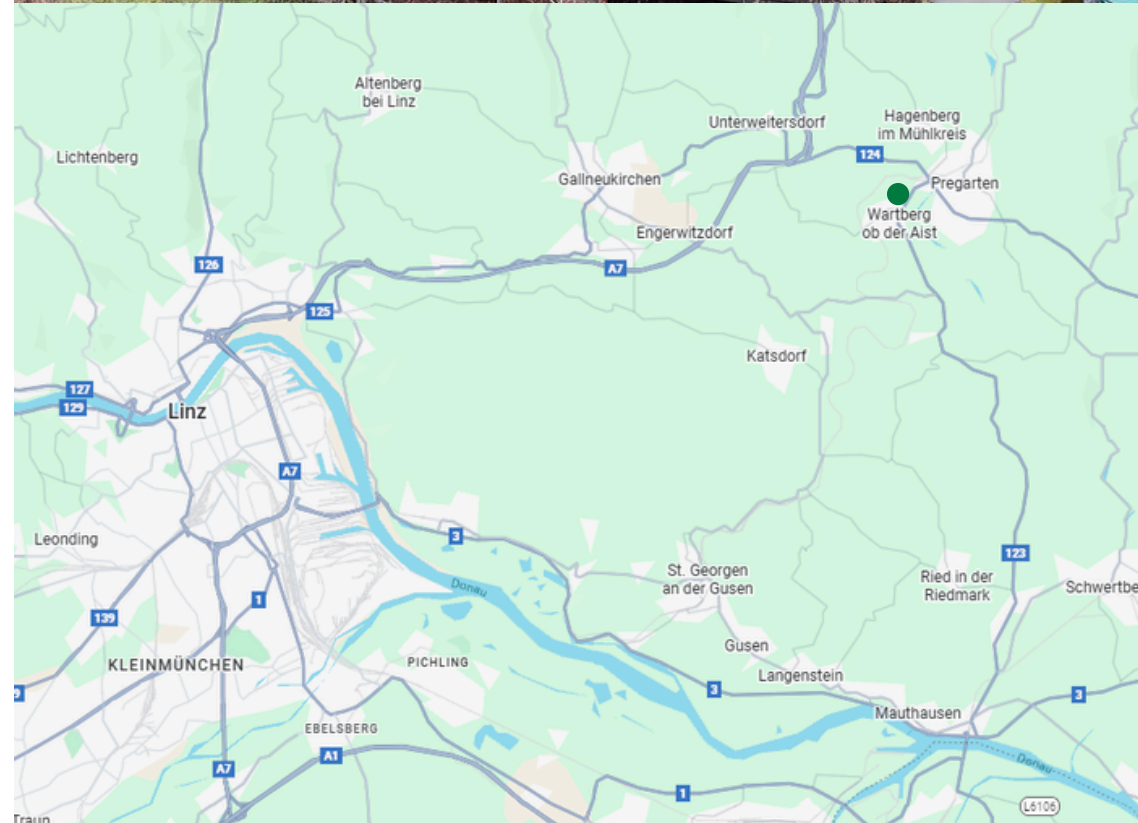 Altenberg
bei Linz
Unterweitersdorf
Hagenberg
im Mühlkreis
Lichtenberg
124
Gallneukirchen
Pregarten
Wartberg
ob der Aist
Engerwitzdorf
126
A7
125
Katsdorf
127
129
Linz
A7
Leonding
3
123
St. Georgen
an der Gusen
Ried in der
Riedmark
Schwertbe
Donau
1
139
Gusen
KLEINMÜNCHEN
PICHLING
Langenstein
9
3
3
Mauthausen
EBELSBERG
A1
A7
Donau
1
L6106
Traun